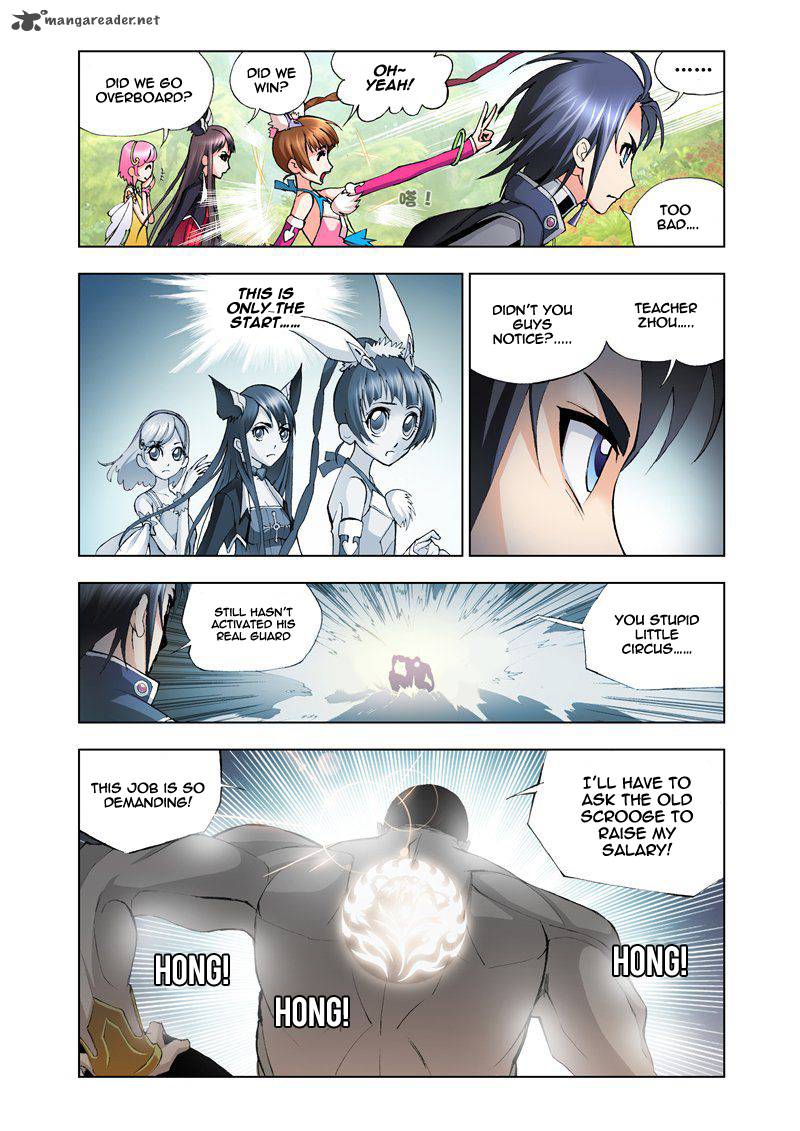 mangareader.net
......
TOO
BAD....
OH~
YEAH!
DID WE
WIN?
DID WE GO
OVERBOARD?
嗒!
TEACHER
ZHOU.....
DIDN'T YOU
GUYS
NOTICE?.....
THIS IS
ONLY THE
START......
YOU STUPID
LITTLE
CIRCUS......
STILL HASN'T
ACTIVATED HIS
REAL GUARD
I'LL HAVE TO
ASK THE OLD
SCROOGE TO
RAISE MY
SALARY!
THIS JOB IS SO
DEMANDING!
HONG!
HONG!
HONG!